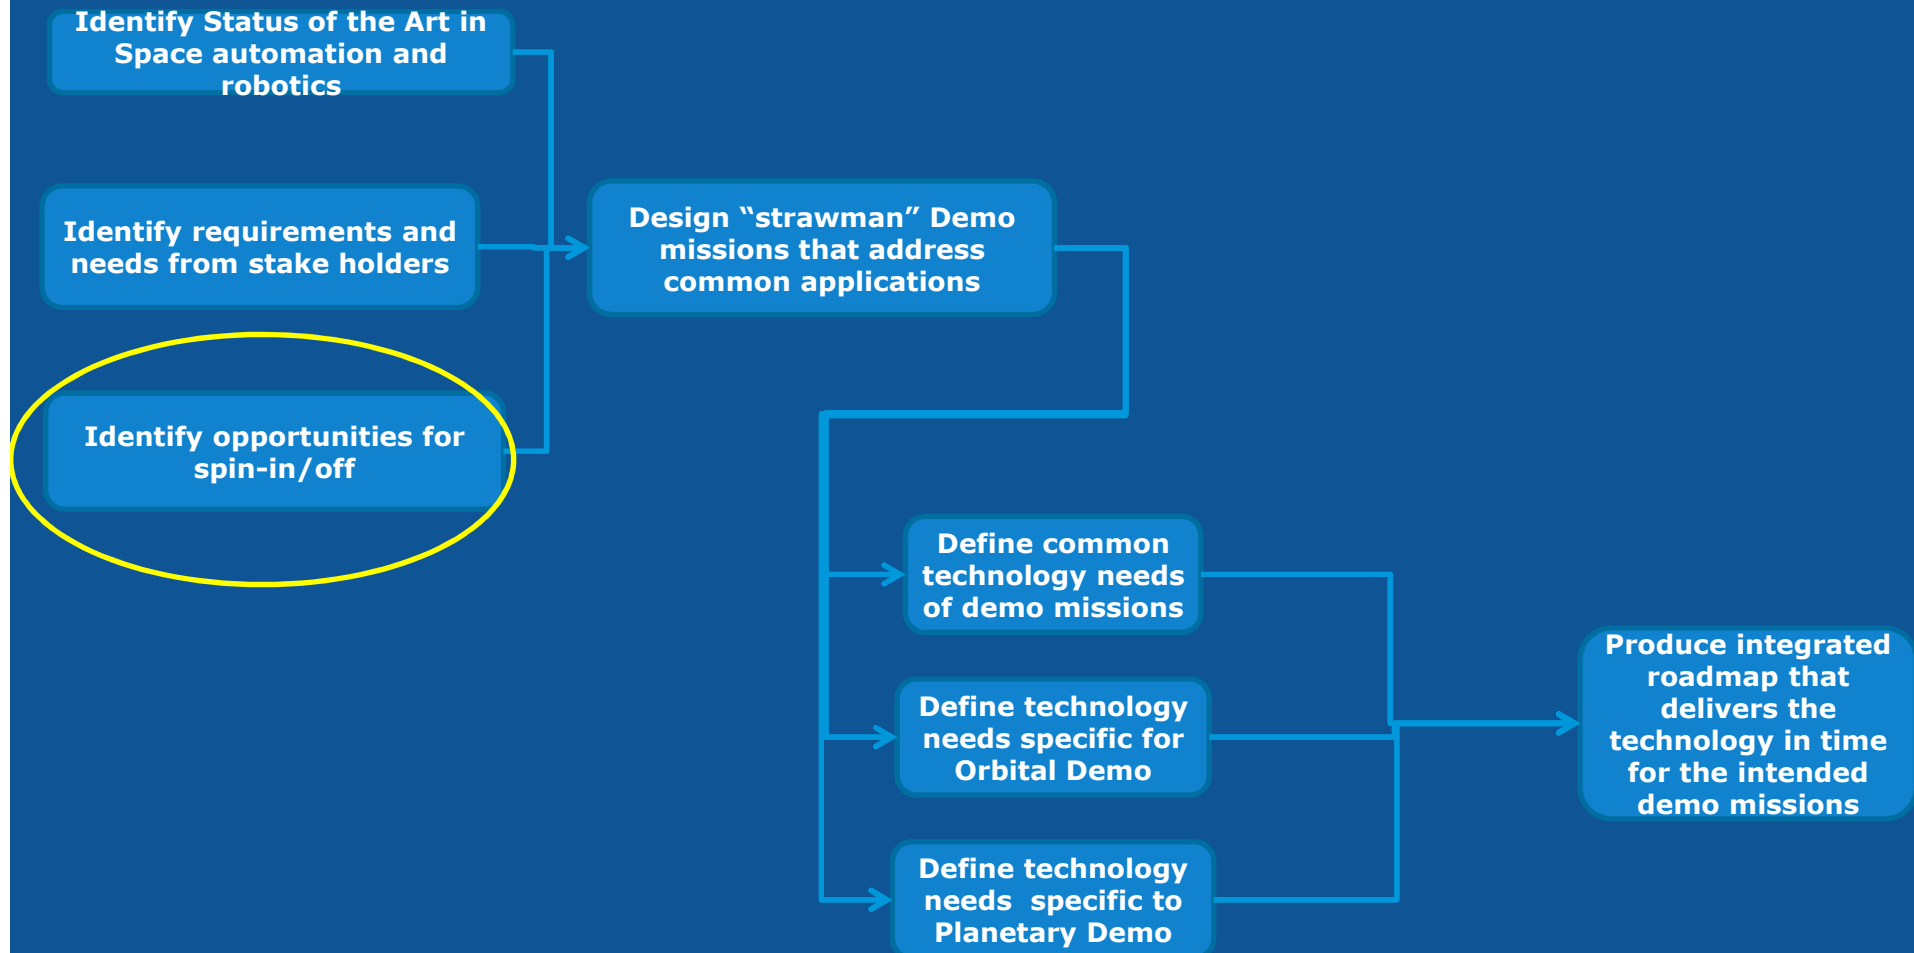 Identify Status of the Art in
Space automation and
robotics
Identify requirements and
needs from stake holders
Design “strawman” Demo
missions that address
common applications
Identify opportunities for
spin-in/off
Define common
technology needs
of demo missions
Define technology
needs specific for
Orbital Demo
Define technology
needs  specific to
Planetary Demo
Produce integrated
roadmap that
delivers the
technology in time
for the intended
demo missions